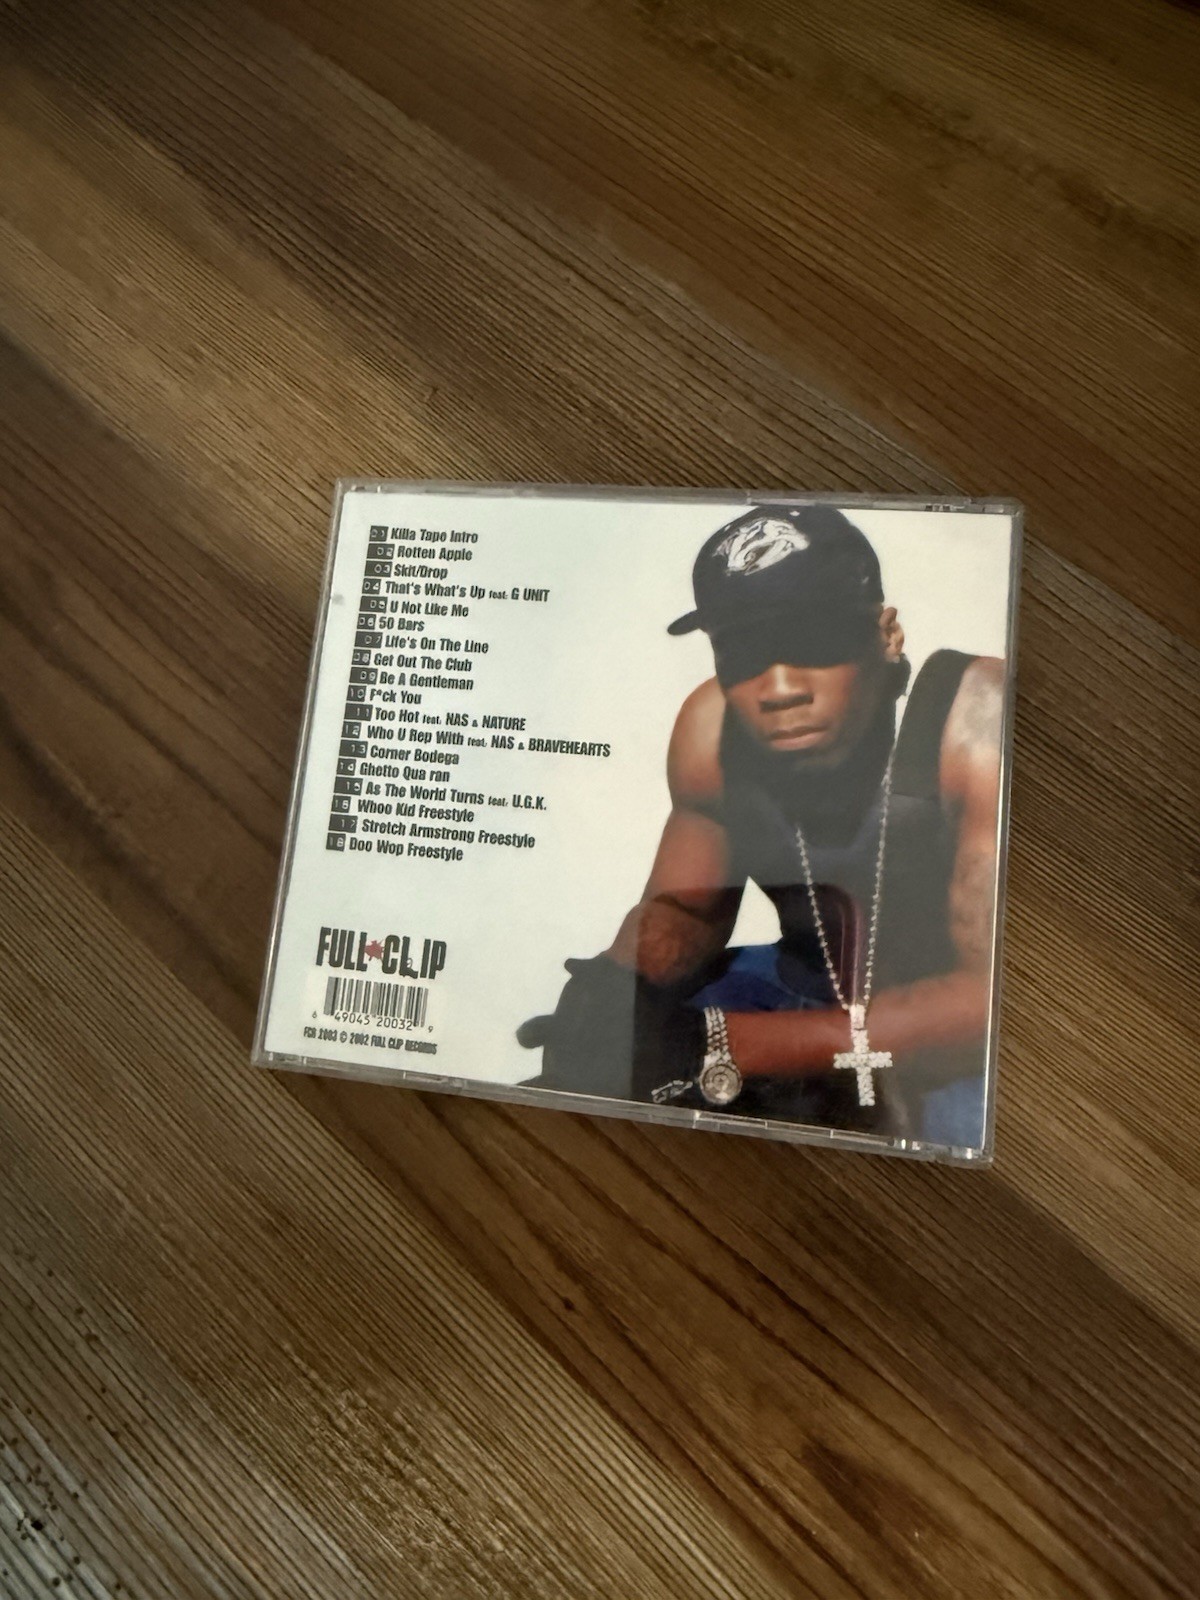 01 Killa Tape Intro
02 Rotten Apple
03 Skit/Drop
04 That's What's Up feat. G UNIT
05 U Not Like Me
06 50 Bars
07 Life's On The Line
08 Get Out The Club
09 Be A Gentleman
10 F*ck You
11 Too Hot feat. NAS & NATURE
12 Who U Rep With feat. NAS & BRAVEHEARTS
13 Corner Bodega
14 Ghetto Qua ran
15 As The World Turns feat. U.G.K.
16 Whoo Kid Freestyle
17 Stretch Armstrong Freestyle
18 Doo Wop Freestyle
FULL CLIP
6 49045 20032 9
FCR 2003 © 2002 FULL CLIP RECORDS